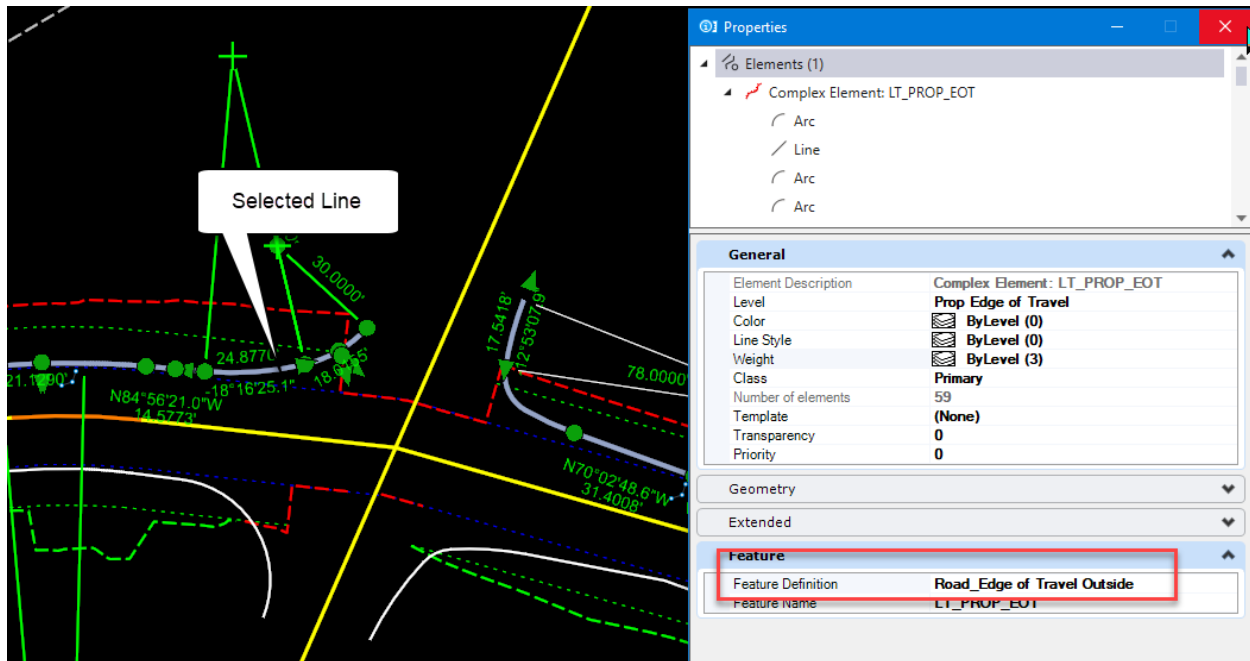 Selected Line
30.0000'
24.8770
-18°16'25.1"
N84°56'21.0"W
14.5773'
17.5418'
12°53'07.9"
78.0000'
N70°02'48.6"W
31.4008'
Properties
Elements (1)
Complex Element: LT_PROP_EOT
Arc
Line
Arc
Arc
General
Element Description Complex Element: LT_PROP_EOT
Level Prop Edge of Travel
Color ByLevel (0)
Line Style ByLevel (0)
Weight ByLevel (3)
Class Primary
Number of elements 59
Template (None)
Transparency 0
Priority 0
Geometry
Extended
Feature
Feature Definition Road_Edge of Travel Outside
Feature Name LT_PROP_EOT